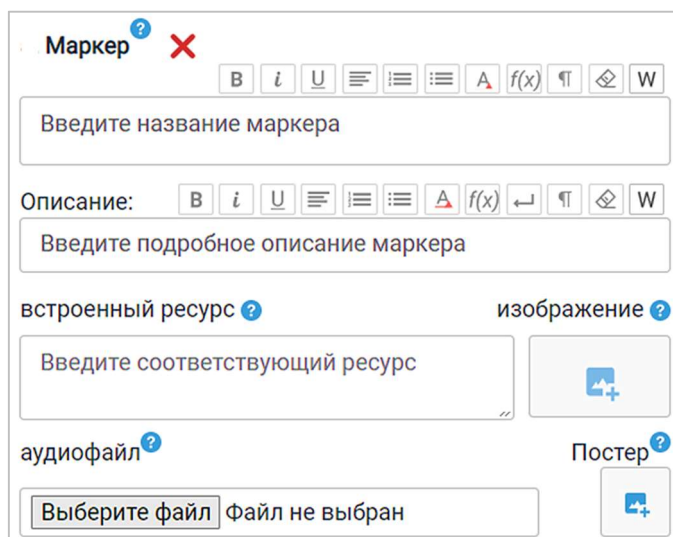 Маркер ?
B i U A f(x) ¶ W
Введите название маркера
Описание: B i U A f(x) ¶ W
Введите подробное описание маркера
встроенный ресурс ? изображение ?
Введите соответствующий ресурс
аудиофайл ? Постер ?
Выберите файл Файл не выбран